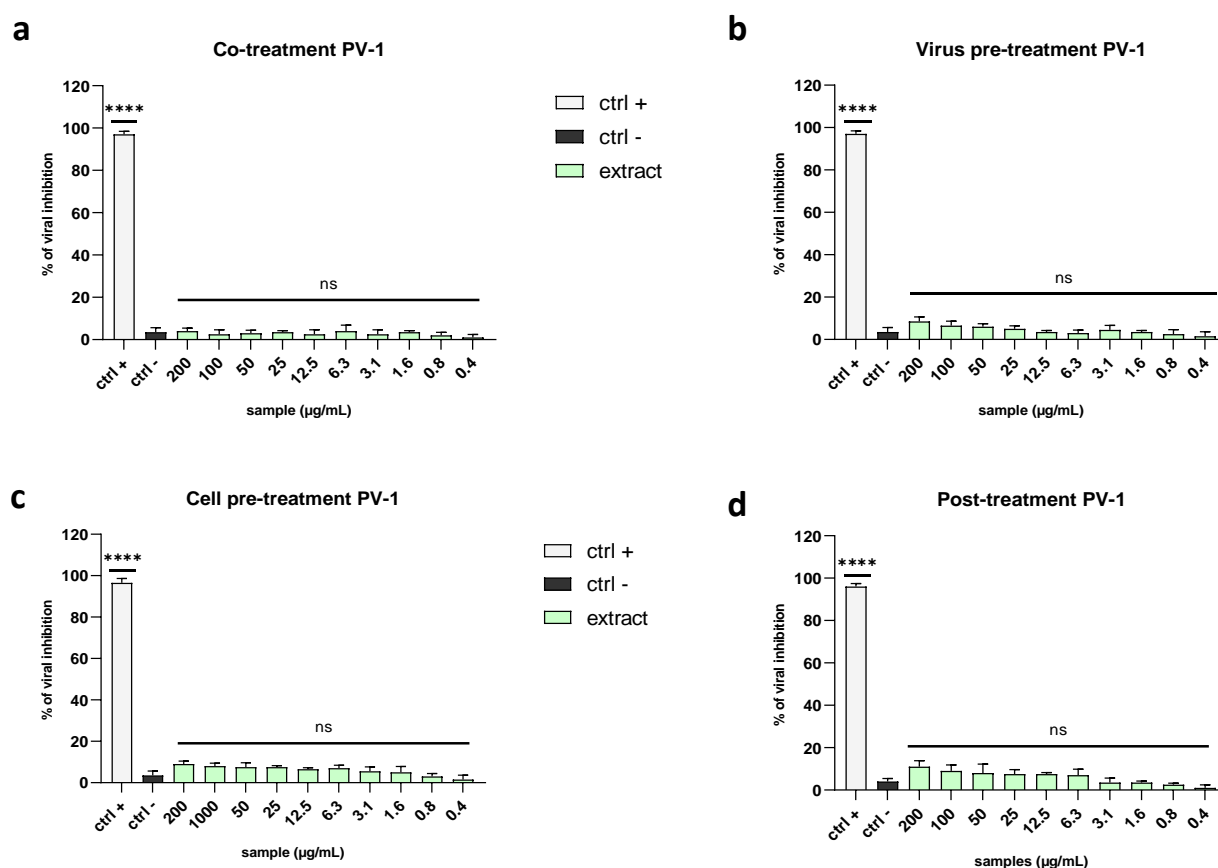 a
Co-treatment PV-1
% of viral inhibition
120
100
80
60
40
20
0
****
ns
ctrl +
ctrl -
200
100
50
25
12.5
6.3
3.1
1.6
0.8
0.4
sample (µg/mL)
ctrl +
ctrl -
extract
b
Virus pre-treatment PV-1
% of viral inhibition
120
100
80
60
40
20
0
****
ns
ctrl +
ctrl -
200
100
50
25
12.5
6.3
3.1
1.6
0.8
0.4
sample (µg/mL)
c
Cell pre-treatment PV-1
% of viral inhibition
120
100
80
60
40
20
0
****
ns
ctrl +
ctrl -
200
1000
50
25
12.5
6.3
3.1
1.6
0.8
0.4
sample (µg/mL)
ctrl +
ctrl -
extract
d
Post-treatment PV-1
% of viral inhibition
120
100
80
60
40
20
0
****
ns
ctrl +
ctrl -
200
100
50
25
12.5
6.3
3.1
1.6
0.8
0.4
samples (µg/mL)